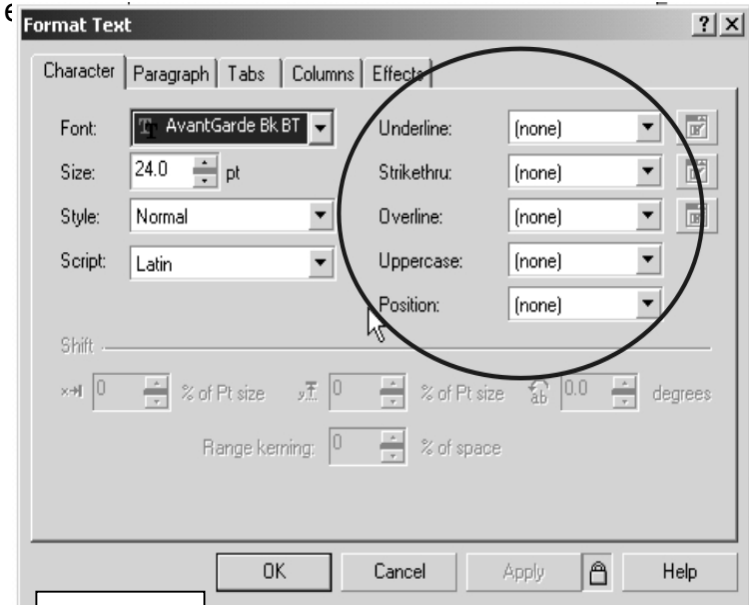 e
Format Text
Character Paragraph Tabs Columns Effects
Font: AvantGarde Bk BT Underline: (none)
Size: 24.0 pt Strikethru: (none)
Style: Normal Overline: (none)
Script: Latin Uppercase: (none)
Position: (none)
Shift
0 % of Pt size 0 % of Pt size ab 0.0 degrees
Range kerning: 0 % of space
OK Cancel Apply Help